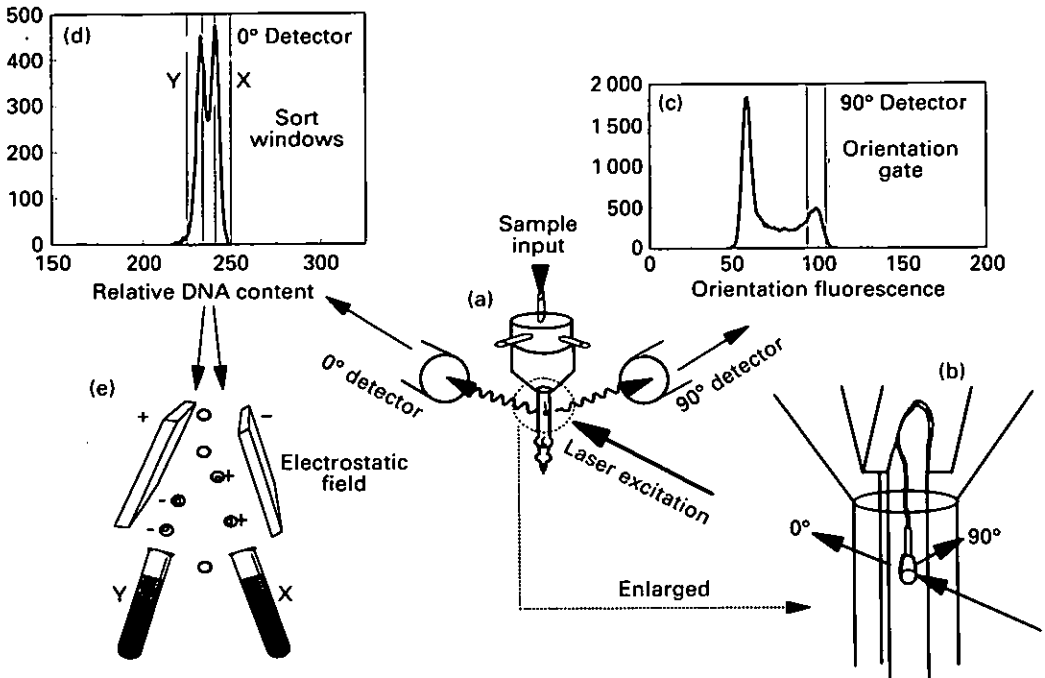 500
400
300
200
100
0
(d)
0° Detector
Y
X
Sort
windows
150
200
250
300
Relative DNA content
2 000
1 500
1 000
500
0
(c)
90° Detector
Orientation
gate
0
50
100
150
200
Orientation fluorescence
Sample
input
(a)
0° detector
90° detector
Laser excitation
(e)
+
-
Electrostatic
field
+
-
-
+
Y
X
Enlarged
(b)
0°
90°